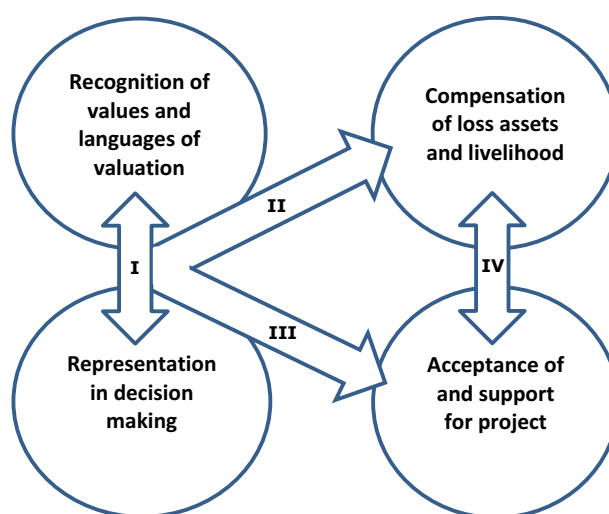 Recognition of
values and
languages of
valuation
Compensation
of loss assets
and livelihood
II
I
IV
III
Representation
in decision
making
Acceptance of
and support
for project